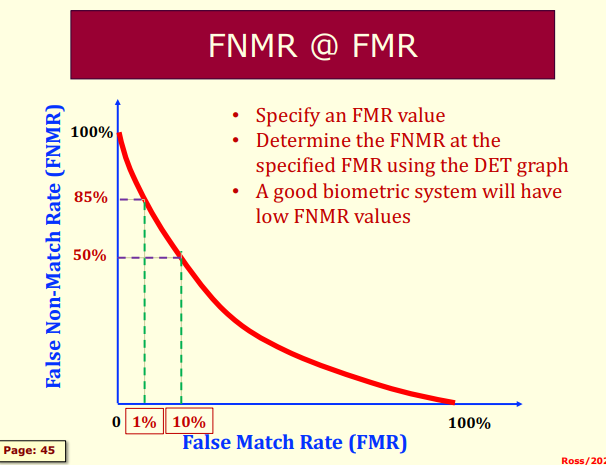 FNMR @ FMR
• Specify an FMR value
• Determine the FNMR at the
specified FMR using the DET graph
• A good biometric system will have
low FNMR values
False Non-Match Rate (FNMR)
100%
85%
50%
0 1% 10% 100%
False Match Rate (FMR)
Page: 45
Ross/202